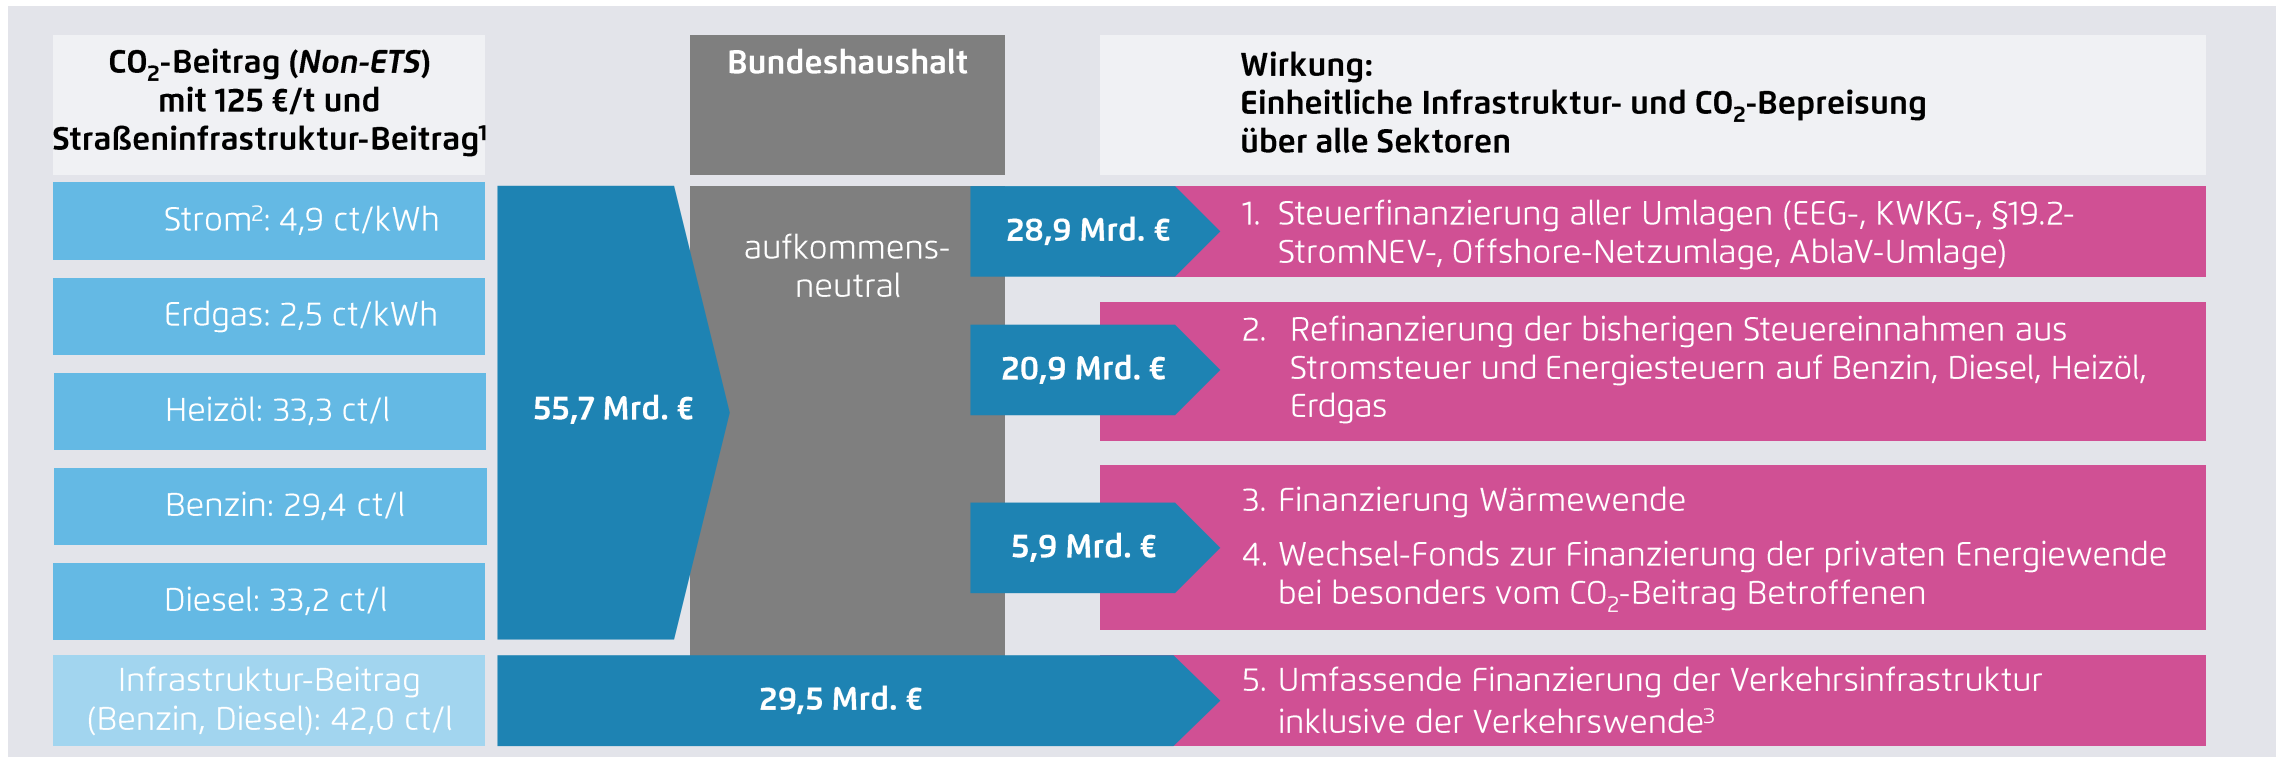 CO₂-Beitrag (Non-ETS)
mit 125 €/t und
Straßeninfrastruktur-Beitrag¹
Bundeshaushalt
Wirkung:
Einheitliche Infrastruktur- und CO₂-Bepreisung
über alle Sektoren
Strom²: 4,9 ct/kWh
Erdgas: 2,5 ct/kWh
Heizöl: 33,3 ct/l
Benzin: 29,4 ct/l
Diesel: 33,2 ct/l
Infrastruktur-Beitrag
(Benzin, Diesel): 42,0 ct/l
55,7 Mrd. €
aufkommens-
neutral
28,9 Mrd. €
1. Steuerfinanzierung aller Umlagen (EEG-, KWKG-, §19.2-
StromNEV-, Offshore-Netzumlage, AblaV-Umlage)
20,9 Mrd. €
2. Refinanzierung der bisherigen Steuereinnahmen aus
Stromsteuer und Energiesteuern auf Benzin, Diesel, Heizöl,
Erdgas
5,9 Mrd. €
3. Finanzierung Wärmewende
4. Wechsel-Fonds zur Finanzierung der privaten Energiewende
bei besonders vom CO₂-Beitrag Betroffenen
29,5 Mrd. €
5. Umfassende Finanzierung der Verkehrsinfrastruktur
inklusive der Verkehrswende³